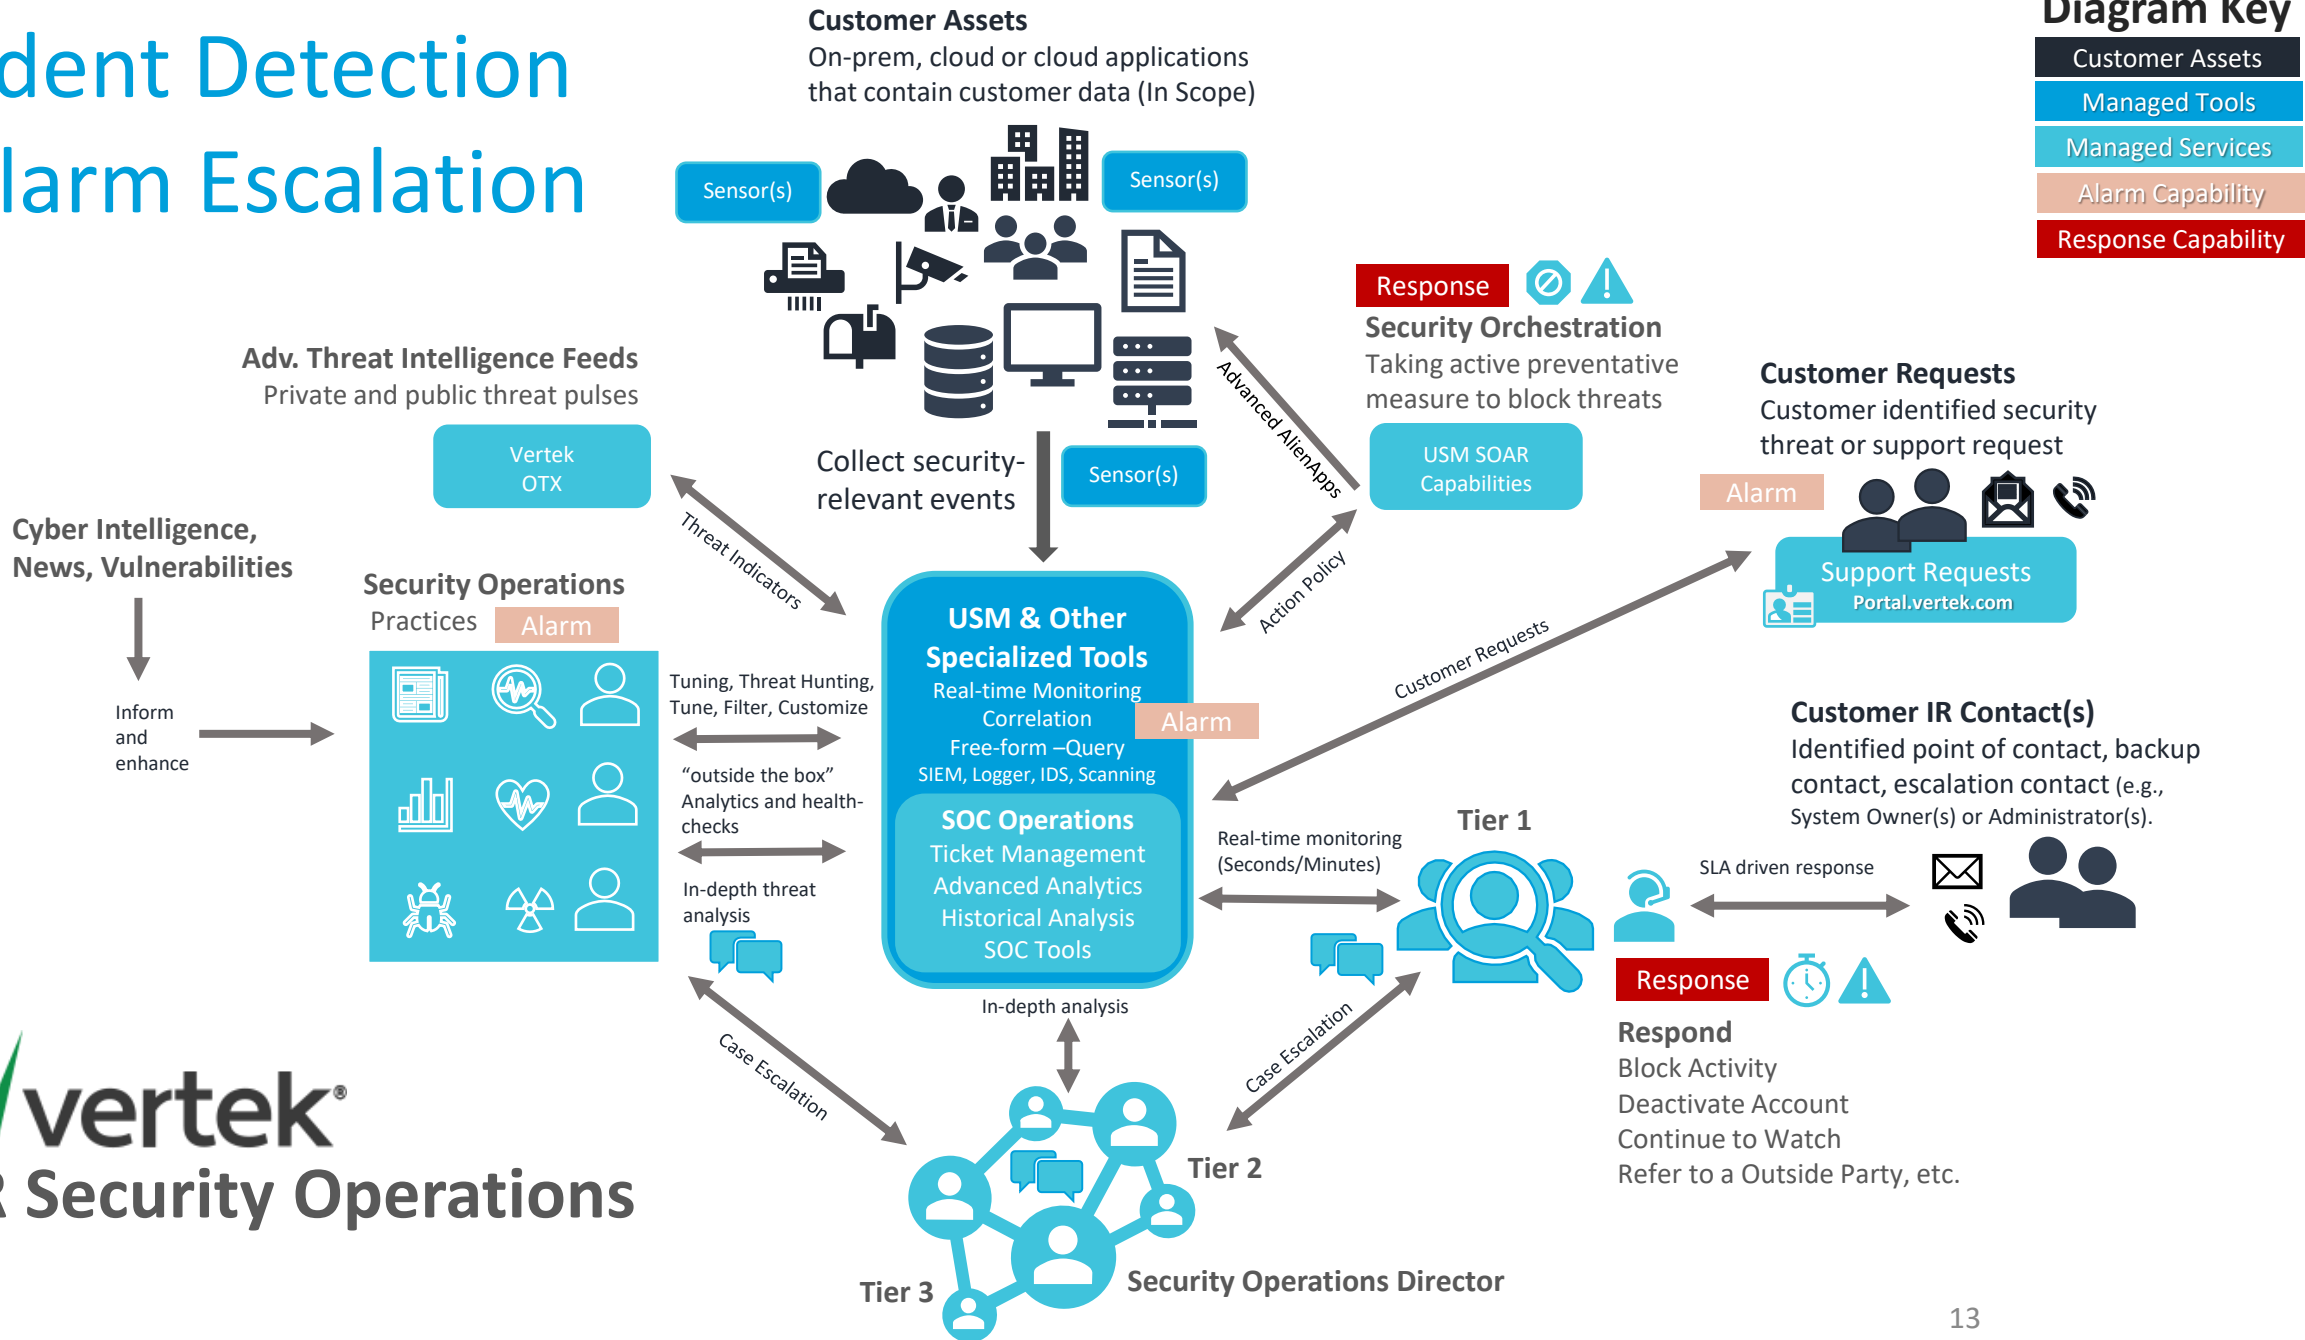 dent Detection
larm Escalation
Customer Assets
On-prem, cloud or cloud applications
that contain customer data (In Scope)
Diagram Key
Customer Assets
Managed Tools
Managed Services
Alarm Capability
Response Capability
Sensor(s)
Sensor(s)
Response
Security Orchestration
Taking active preventative
measure to block threats
USM SOAR
Capabilities
Advanced AlienApps
Adv. Threat Intelligence Feeds
Private and public threat pulses
Vertek
OTX
Threat Indicators
Collect security-
relevant events
Sensor(s)
Action Policy
Customer Requests
Customer identified security
threat or support request
Alarm
Support Requests
Portal.vertek.com
Customer Requests
Cyber Intelligence,
News, Vulnerabilities
Inform
and
enhance
Security Operations
Practices
Alarm
Tuning, Threat Hunting,
Tune, Filter, Customize
“outside the box”
Analytics and health-
checks
In-depth threat
analysis
USM & Other
Specialized Tools
Real-time Monitoring
Correlation
Free-form –Query
SIEM, Logger, IDS, Scanning
Alarm
SOC Operations
Ticket Management
Advanced Analytics
Historical Analysis
SOC Tools
Real-time monitoring
(Seconds/Minutes)
Tier 1
Customer IR Contact(s)
Identified point of contact, backup
contact, escalation contact (e.g.,
System Owner(s) or Administrator(s).
SLA driven response
Response
Respond
Block Activity
Deactivate Account
Continue to Watch
Refer to a Outside Party, etc.
In-depth analysis
Case Escalation
Case Escalation
Tier 2
Tier 3
Security Operations Director
vertek®
R Security Operations
13